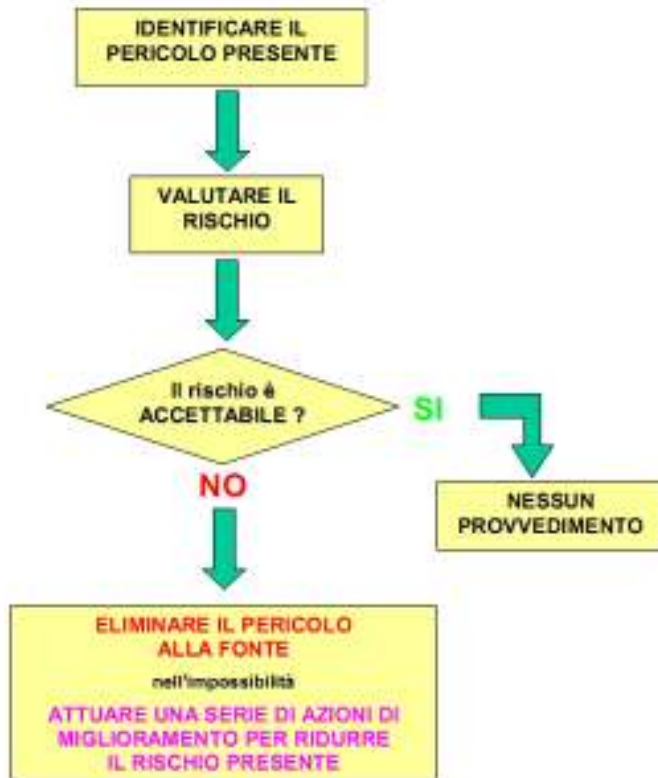 IDENTIFICARE IL
PERICOLO PRESENTE
VALUTARE IL
RISCHIO
Il rischio è
ACCETTABILE ?
SI
NO
NESSUN
PROVVEDIMENTO
ELIMINARE IL PERICOLO
ALLA FONTE
nell'impossibilità
ATTUARE UNA SERIE DI AZIONI DI
MIGLIORAMENTO PER RIDURRE
IL RISCHIO PRESENTE